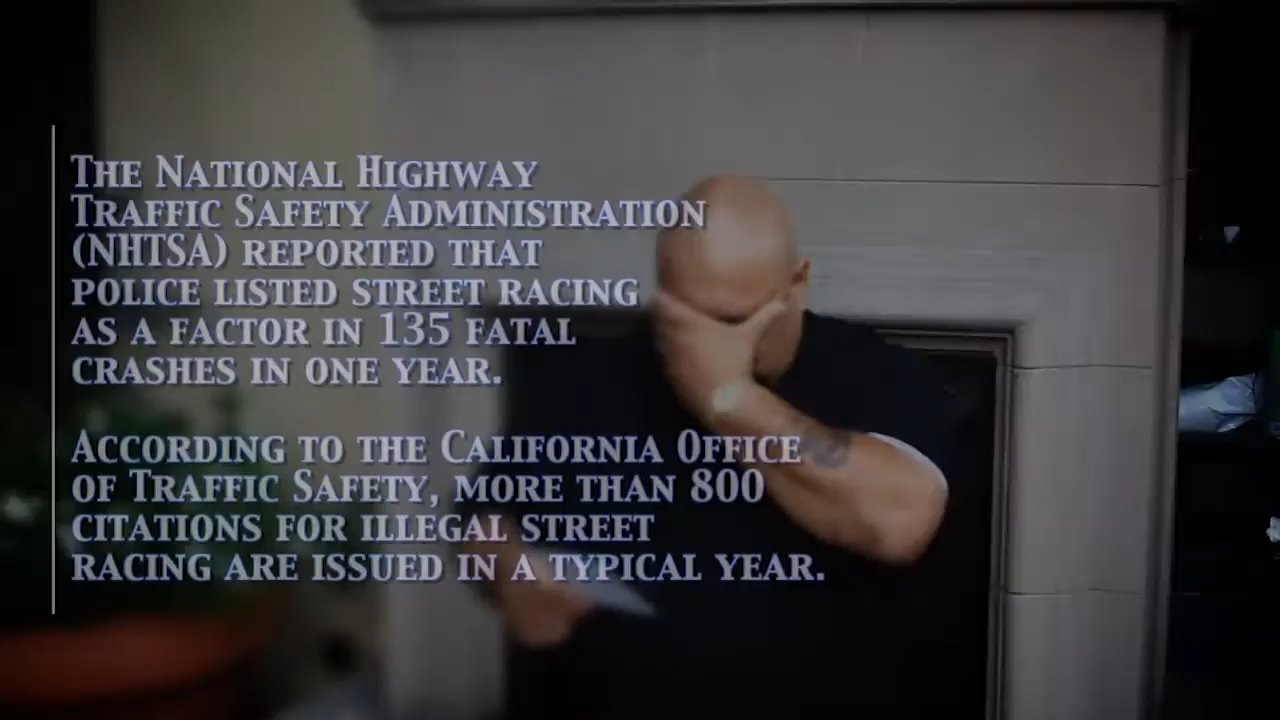 The National Highway
Traffic Safety Administration
(NHTSA) reported that
police listed street racing
as a factor in 135 fatal
crashes in one year.
According to the California Office
of Traffic Safety, more than 800
citations for illegal street
racing are issued in a typical year.